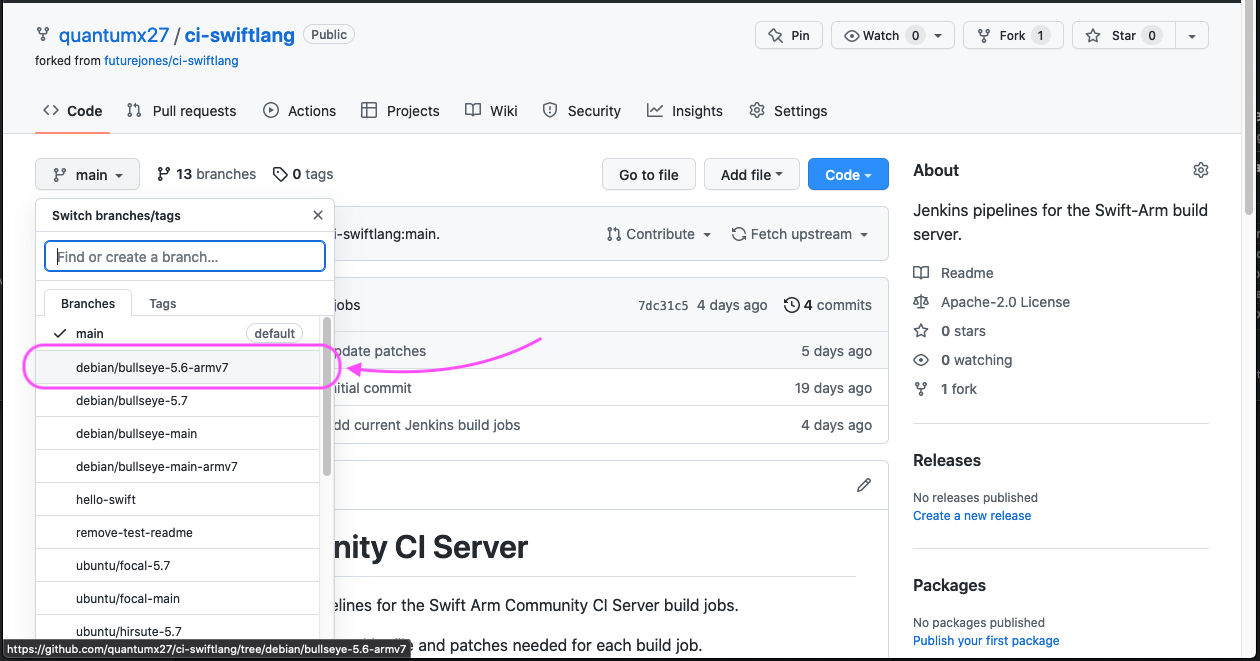 quantumx27 / ci-swiftlang Public
Pin
Watch 0
Fork 1
Star 0
forked from futurejones/ci-swiftlang
Code
Pull requests
Actions
Projects
Wiki
Security
Insights
Settings
main
13 branches
0 tags
Go to file
Add file
Code
Switch branches/tags
Find or create a branch...
Branches
Tags
main default
debian/bullseye-5.6-armv7
debian/bullseye-5.7
debian/bullseye-main
debian/bullseye-main-armv7
hello-swift
remove-test-readme
ubuntu/focal-5.7
ubuntu/focal-main
ubuntu/hirsute-5.7
i-swiftlang:main.
Contribute
Fetch upstream
jobs
7dc31c5 4 days ago
4 commits
pdate patches
5 days ago
nitial commit
19 days ago
dd current Jenkins build jobs
4 days ago
nity CI Server
elines for the Swift Arm Community CI Server build jobs.
and patches needed for each build job.
About
Jenkins pipelines for the Swift-Arm build
server.
Readme
Apache-2.0 License
0 stars
0 watching
1 fork
Releases
No releases published
Create a new release
Packages
No packages published
Publish your first package
https://github.com/quantumx27/ci-swiftlang/tree/debian/bullseye-5.6-armv7